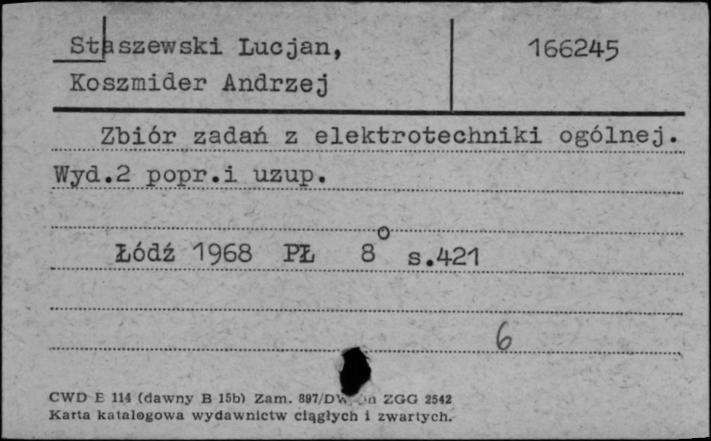 Staszewski Lucjan, 166245
Koszmider Andrzej
Zbiór zadań z elektrotechniki ogólnej.
Wyd.2 popr.i uzup.
Łódź 1968 PŁ 8° s.421
6
CWD E 114 (dawny B 15b) Zam. 897/DW ZGG 2542
Karta katalogowa wydawnictw ciągłych i zwartych.